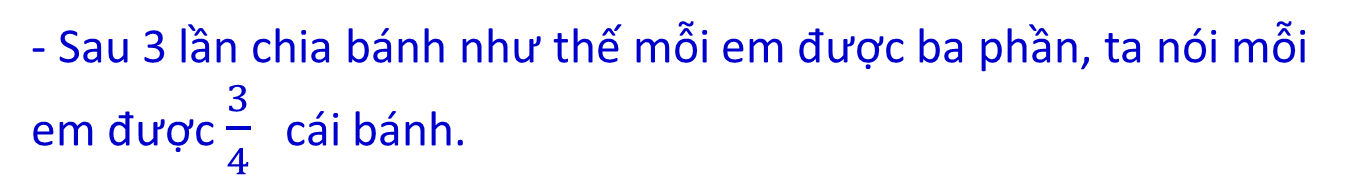 - Sau 3 lần chia bánh như thế mỗi em được ba phần, ta nói mỗi
em được 3/4 cái bánh.